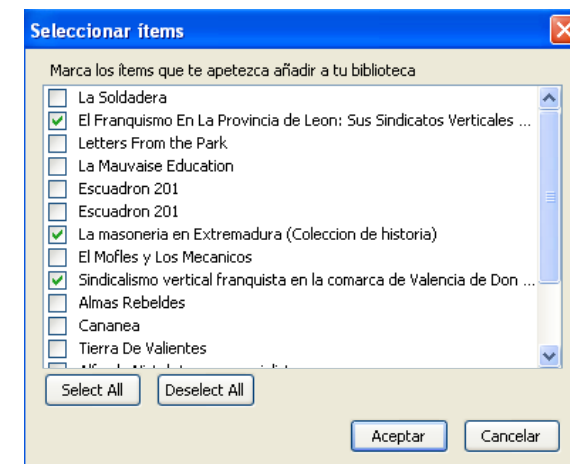 Seleccionar ítems
Marca los ítems que te apetezca añadir a tu biblioteca
La Soldadera
El Franquismo En La Provincia de Leon: Sus Sindicatos Verticales ...
Letters From the Park
La Mauvaise Education
Escuadron 201
Escuadron 201
La masoneria en Extremadura (Coleccion de historia)
El Mofles y Los Mecanicos
Sindicalismo vertical franquista en la comarca de Valencia de Don ...
Almas Rebeldes
Cananea
Tierra De Valientes
Select All
Deselect All
Aceptar
Cancelar